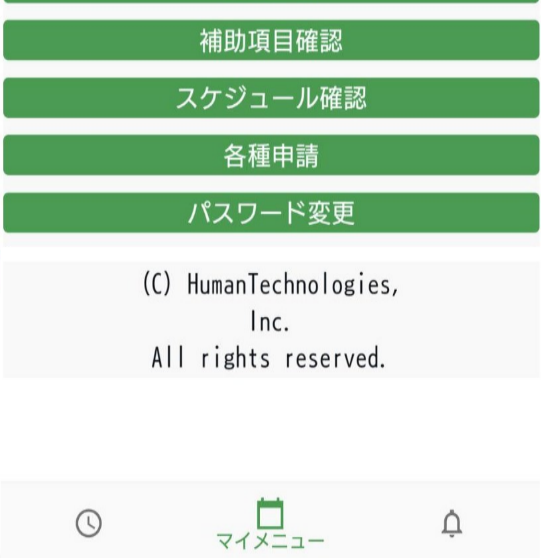 補助項目確認
スケジュール確認
各種申請
パスワード変更
(C) HumanTechnologies,
Inc.
All rights reserved.
マイメニュー